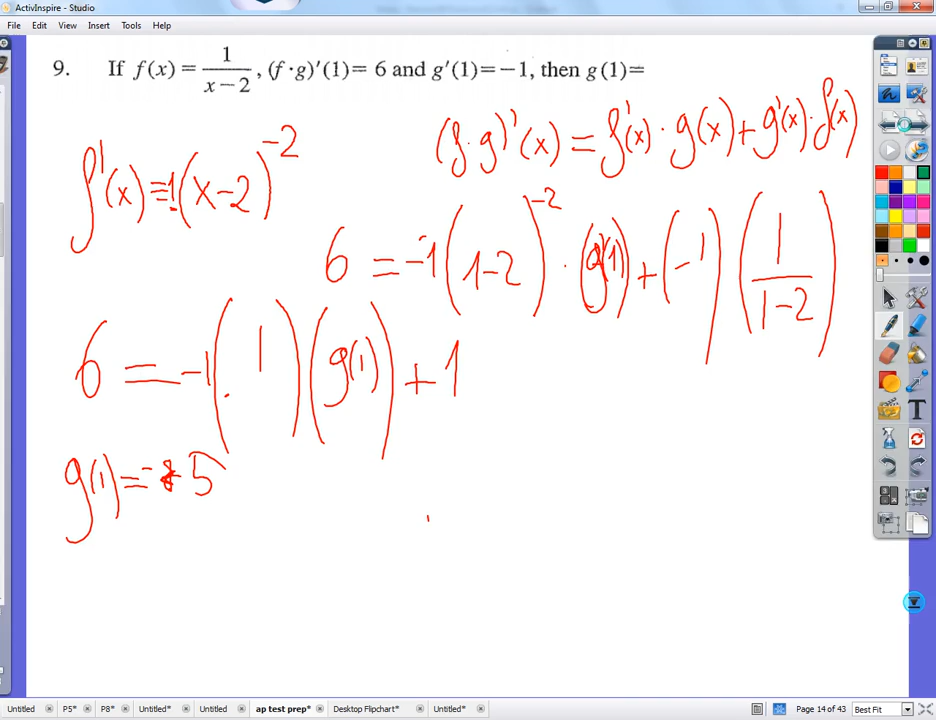 ActivInspire - Studio
File Edit View Insert Tools Help
9. If f(x) = 1/(x−2), (f·g)′(1)= 6 and g′(1)=−1, then g(1)=
(f·g)′(x) = f′(x)·g(x)+g′(x)·f(x)
f′(x) = -1(x-2)^-2
6 = -1(1-2)^-2 · (g(1)) + (-1)(1/(1-2))
6 = -1(1)(g(1)) + 1
g(1) = -5
Untitled P5* P8* Untitled* Untitled ap test prep* Desktop Flipchart* Untitled* Page 14 of 43 Best Fit